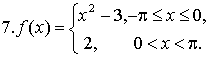 7. f(x) = { x² − 3, −π ≤ x ≤ 0,
2, 0 < x < π.